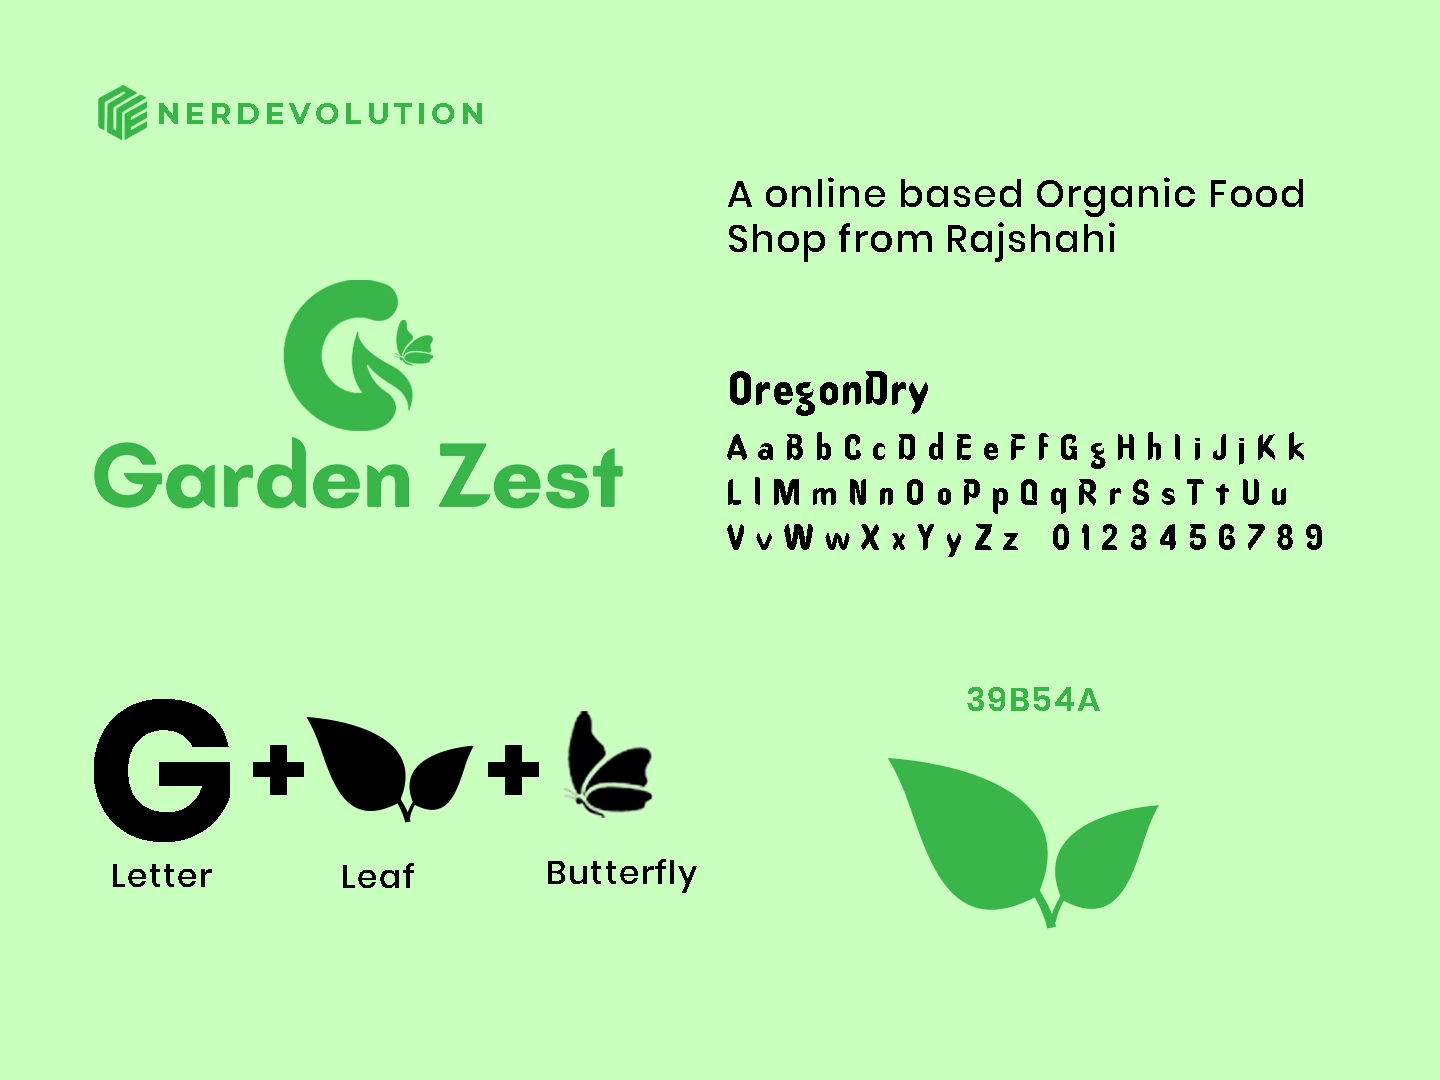 NERDEVOLUTION
A online based Organic Food
Shop from Rajshahi
Garden Zest
OregonDry
A a B b C c D d E e F f G g H h I i J j K k
L l M m N n O o P p Q q R r S s T t U u
V v W w X x Y y Z z 0 1 2 3 4 5 6 7 8 9
G + +
Letter Leaf Butterfly
39B54A